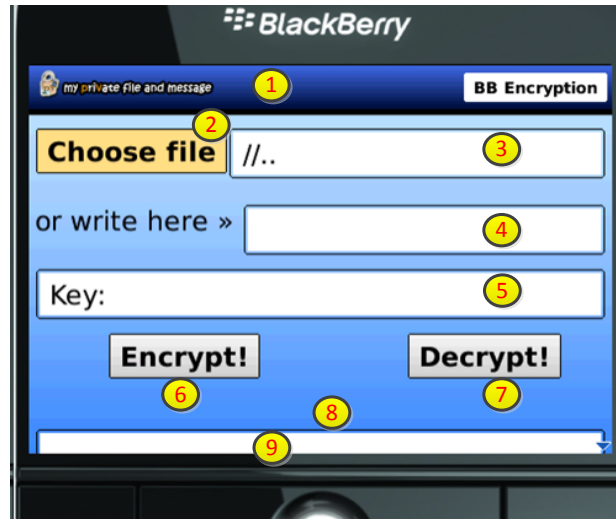 BlackBerry
my private file and message
1
BB Encryption
2
Choose file
//..
3
or write here »
4
Key:
5
Encrypt!
Decrypt!
6
7
8
9